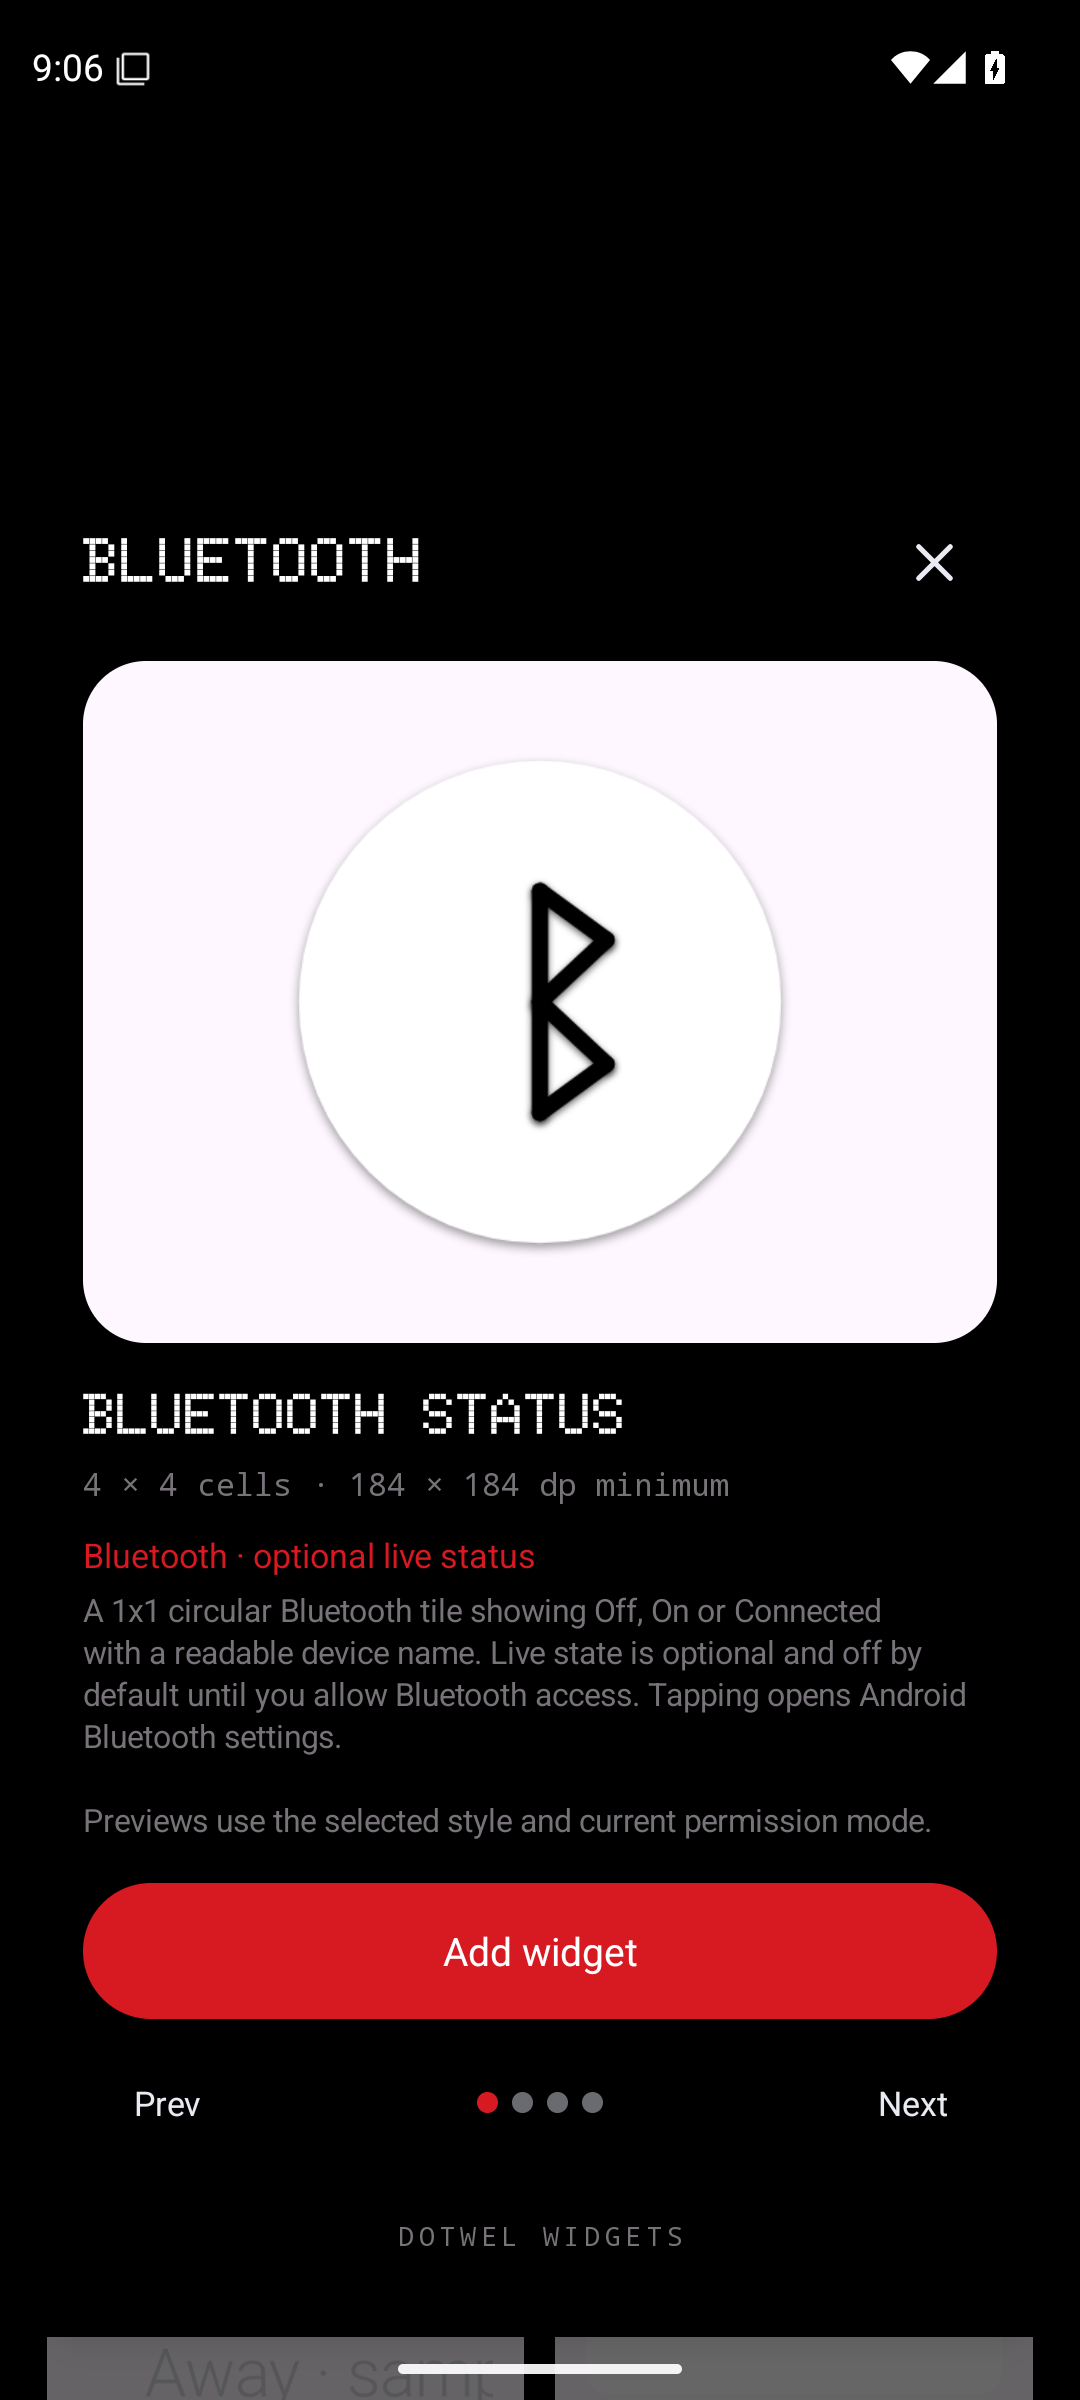 9:06
BLUETOOTH
BLUETOOTH STATUS
4 × 4 cells · 184 × 184 dp minimum
Bluetooth · optional live status
A 1x1 circular Bluetooth tile showing Off, On or Connected
with a readable device name. Live state is optional and off by
default until you allow Bluetooth access. Tapping opens Android
Bluetooth settings.
Previews use the selected style and current permission mode.
Add widget
Prev
Next
DOTWEL WIDGETS
Away ·